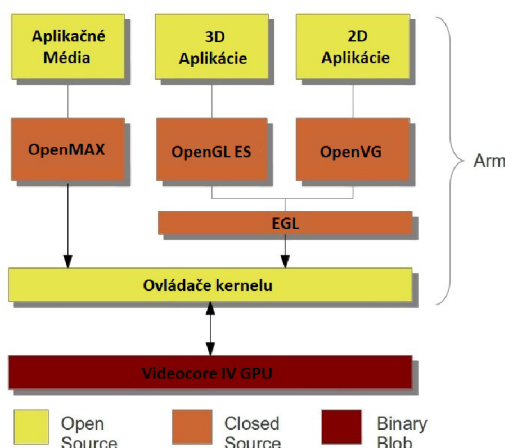 Aplikačné
Média
3D
Aplikácie
2D
Aplikácie
OpenMAX
OpenGL ES
OpenVG
Arm
EGL
Ovládače kernelu
Videocore IV GPU
Open
Source
Closed
Source
Binary
Blob